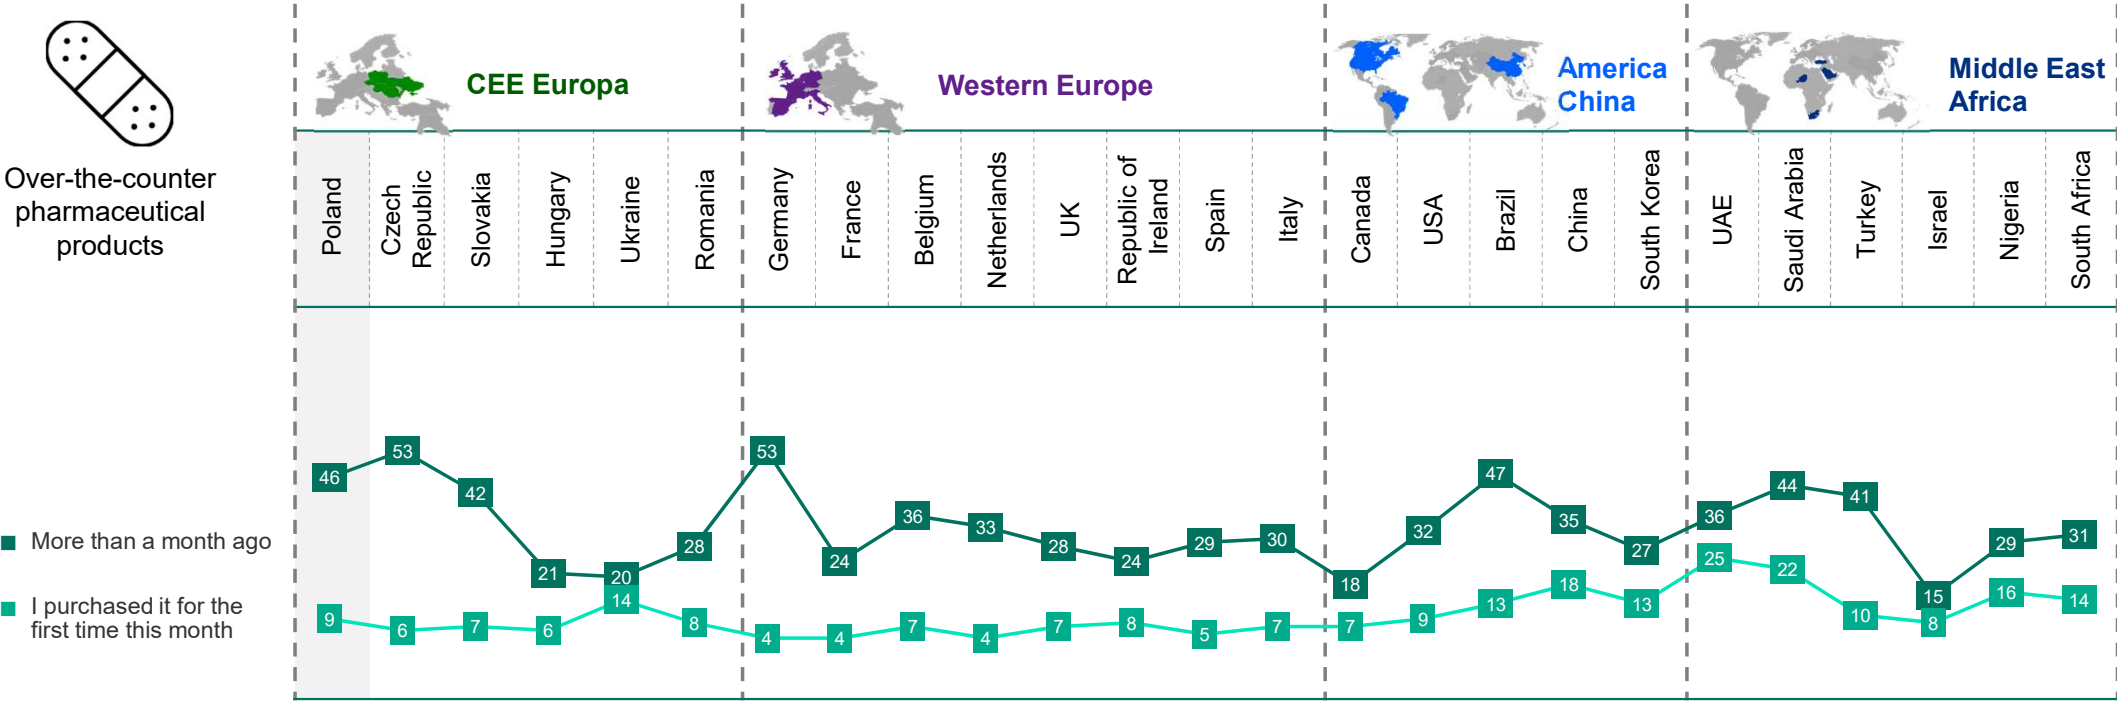 CEE Europa
Western Europe
America
China
Middle East
Africa
Over-the-counter
pharmaceutical
products
Poland
Czech
Republic
Slovakia
Hungary
Ukraine
Romania
Germany
France
Belgium
Netherlands
UK
Republic of
Ireland
Spain
Italy
Canada
USA
Brazil
China
South Korea
UAE
Saudi Arabia
Turkey
Israel
Nigeria
South Africa
More than a month ago
46 53 42 21 20 28 53 24 36 33 28 24 29 30 18 32 47 35 27 36 44 41 15 29 31
I purchased it for the
first time this month
9 6 7 6 14 8 4 4 7 4 7 8 5 7 7 9 13 18 13 25 22 10 8 16 14